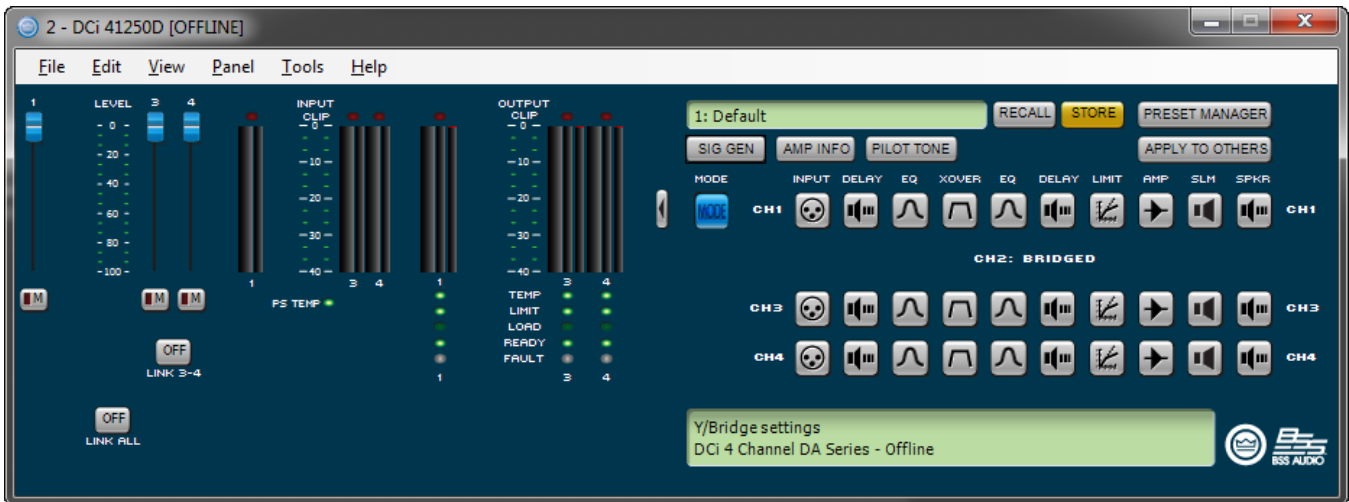 2 - DCi 41250D [OFFLINE]
File Edit View Panel Tools Help
1 LEVEL 3 4 INPUT CLIP OUTPUT CLIP
- 0 -
- 20 -
- 40 -
- 60 -
- 80 -
-100-
M M M
OFF
LINK 3-4
OFF
LINK ALL
-0-
-10-
-20-
-30-
-40-
1 3 4
PS TEMP
-0-
-10-
-20-
-30-
-40-
1 3 4
TEMP
LIMIT
LOAD
READY
FAULT
1 3 4
1: Default RECALL STORE PRESET MANAGER
SIG GEN AMP INFO PILOT TONE APPLY TO OTHERS
MODE INPUT DELAY EQ XOVER EQ DELAY LIMIT AMP SLM SPKR
MODE CH1 CH1
CH2: BRIDGED
CH3 CH3
CH4 CH4
Y/Bridge settings
DCi 4 Channel DA Series - Offline
BSS AUDIO